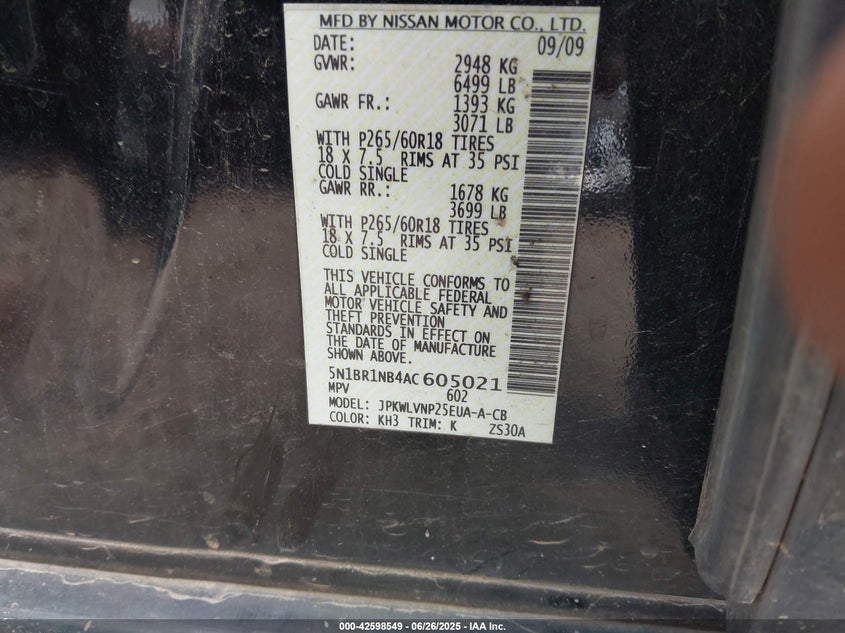 MFD BY NISSAN MOTOR CO., LTD.
DATE: 09/09
GVWR: 2948 KG
6499 LB
GAWR FR.: 1393 KG
3071 LB
WITH P265/60R18 TIRES
18 X 7.5 RIMS AT 35 PSI
COLD SINGLE
GAWR RR.: 1678 KG
3699 LB
WITH P265/60R18 TIRES
18 X 7.5 RIMS AT 35 PSI
COLD SINGLE
THIS VEHICLE CONFORMS TO
ALL APPLICABLE FEDERAL
MOTOR VEHICLE SAFETY AND
THEFT PREVENTION
STANDARDS IN EFFECT ON
THE DATE OF MANUFACTURE
SHOWN ABOVE.
5N1BR1NB4AC605021
MPV 602
MODEL: JPKWLVNP25EUA-A-CB
COLOR: KH3 TRIM: K ZS30A
000-42598549 - 06/26/2025 - IAA Inc.